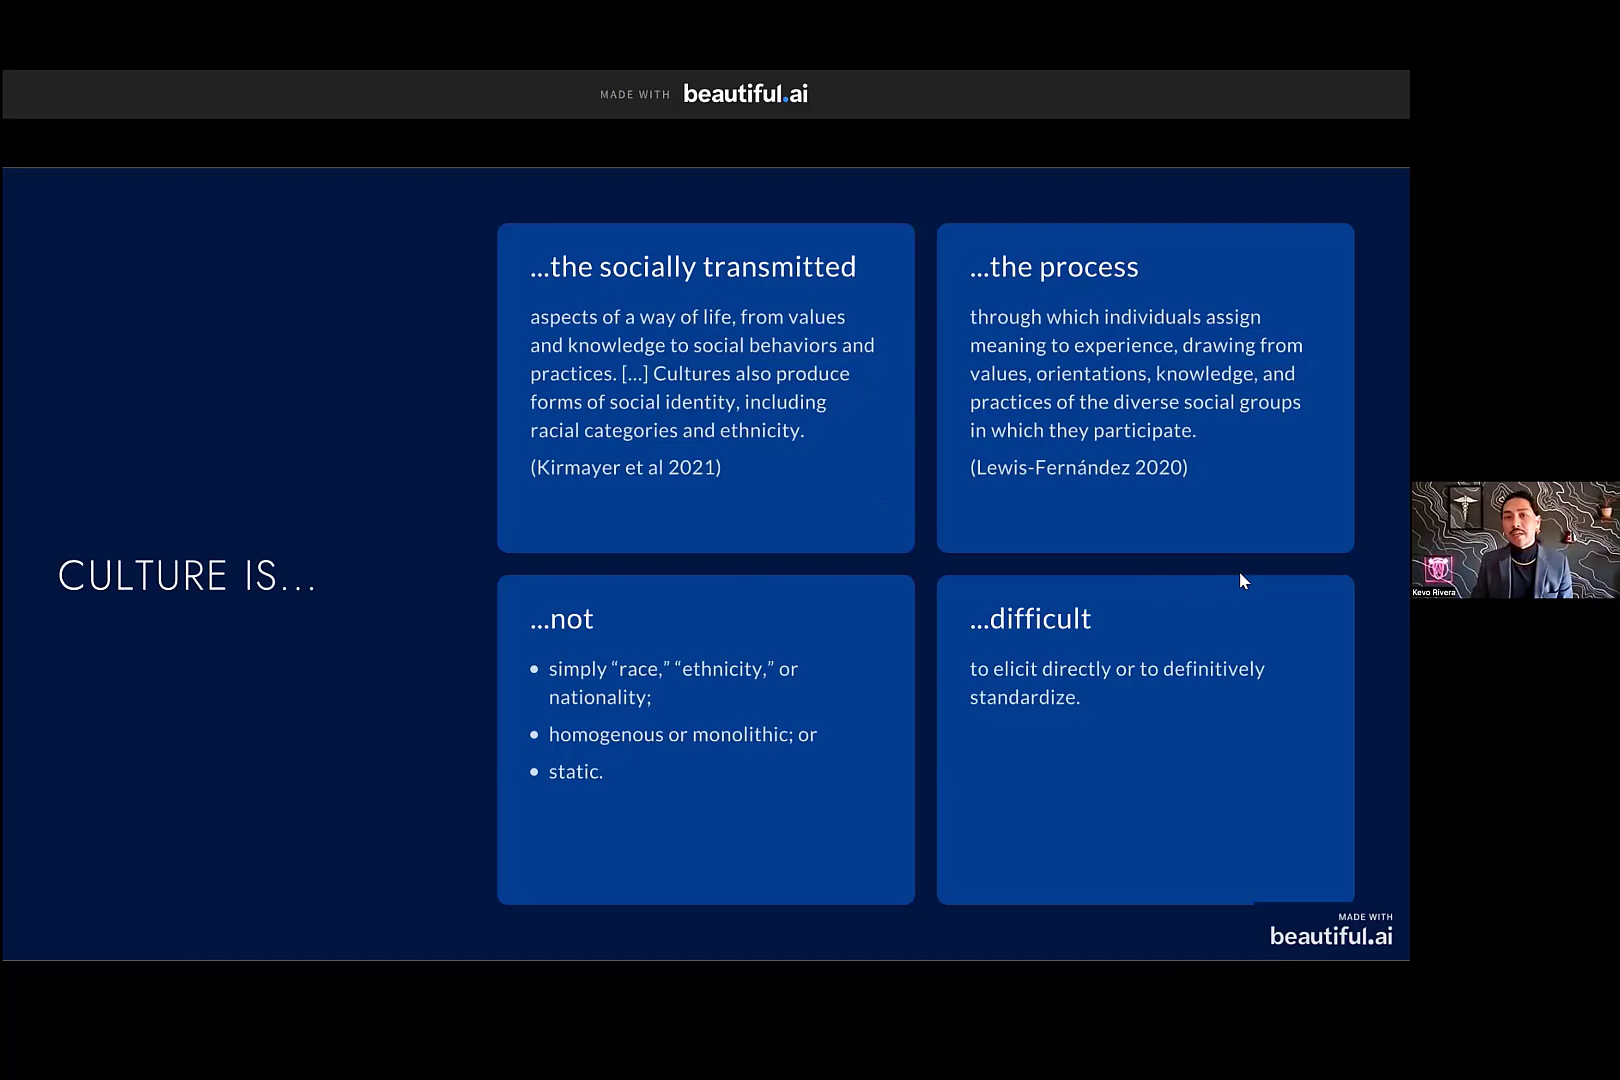 MADE WITH beautiful.ai
CULTURE IS...
...the socially transmitted
aspects of a way of life, from values
and knowledge to social behaviors and
practices. [...] Cultures also produce
forms of social identity, including
racial categories and ethnicity.
(Kirmayer et al 2021)
...the process
through which individuals assign
meaning to experience, drawing from
values, orientations, knowledge, and
practices of the diverse social groups
in which they participate.
(Lewis-Fernández 2020)
...not
• simply “race,” “ethnicity,” or
nationality;
• homogenous or monolithic; or
• static.
...difficult
to elicit directly or to definitively
standardize.
Kevo Rivera
MADE WITH
beautiful.ai